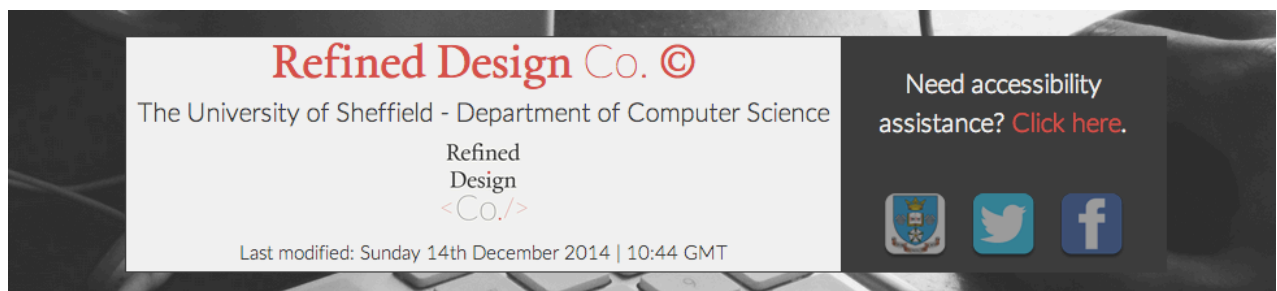 Refined Design Co. ©
The University of Sheffield - Department of Computer Science
Refined
Design
<Co./>
Last modified: Sunday 14th December 2014 | 10:44 GMT
Need accessibility
assistance? Click here.
f